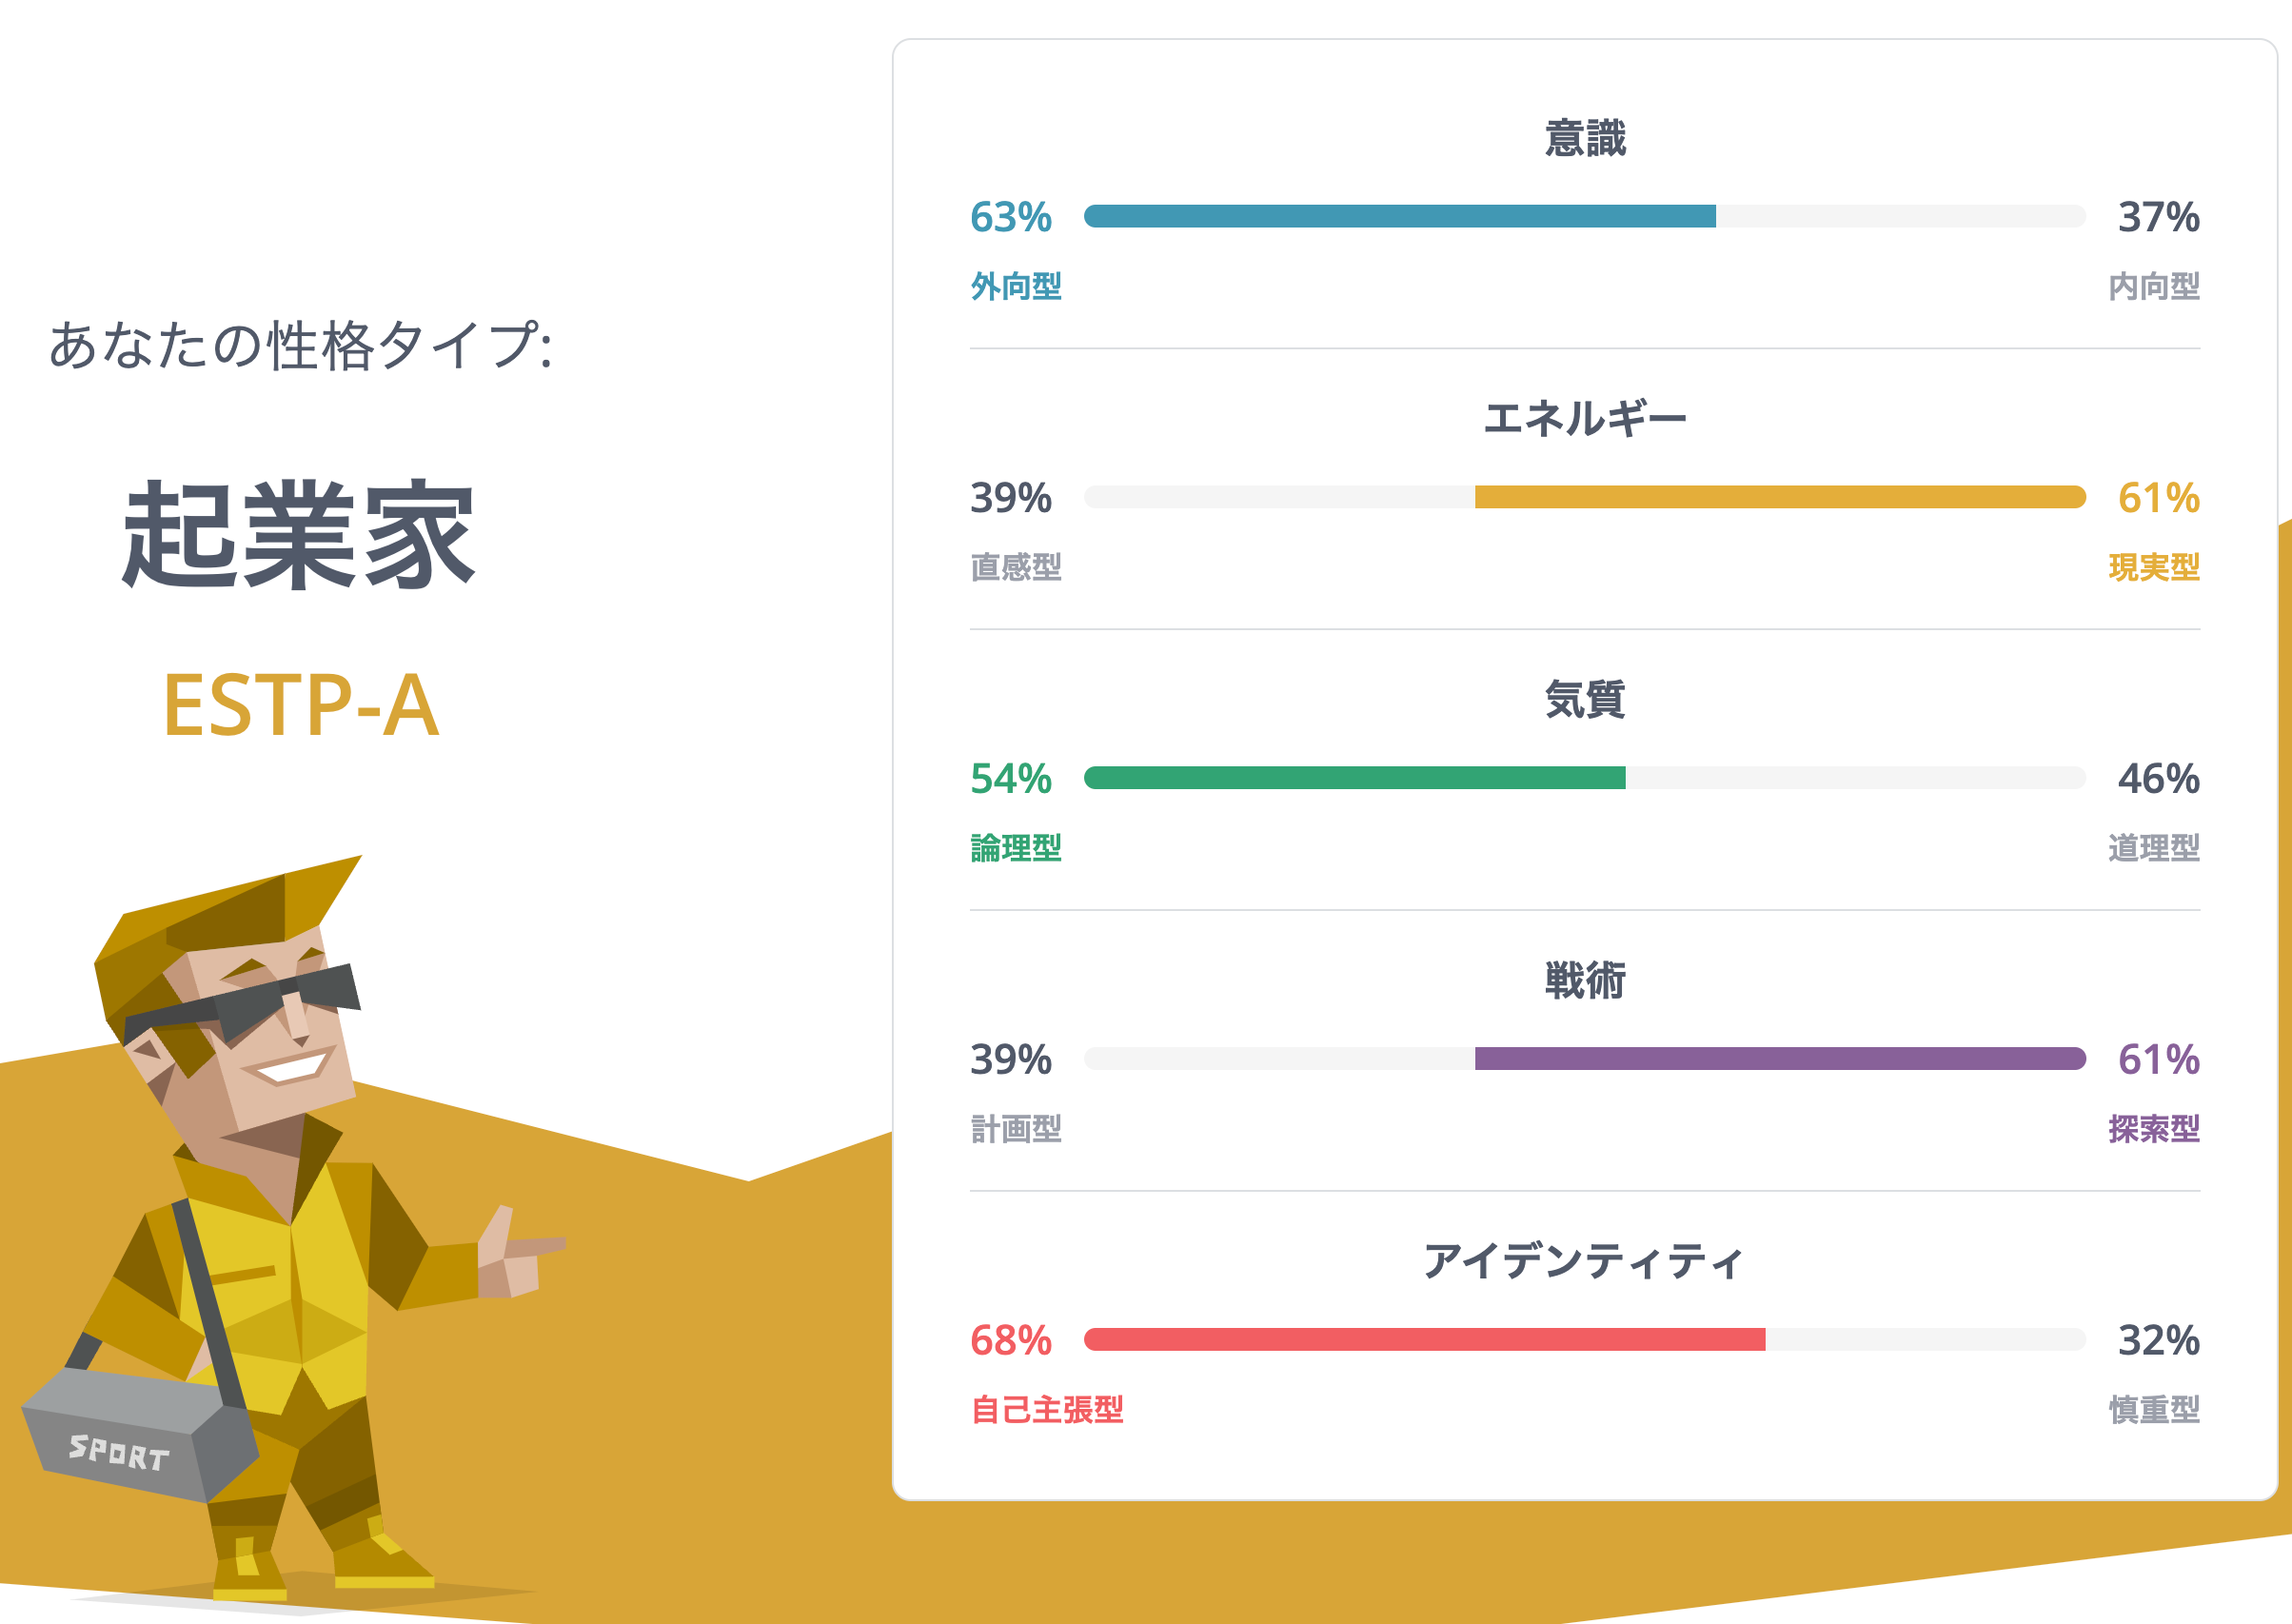 あなたの性格タイプ:
起業家
ESTP-A
SPORT
意識
63% 37%
外向型 内向型
エネルギー
39% 61%
直感型 現実型
気質
54% 46%
論理型 道理型
戦術
39% 61%
計画型 探索型
アイデンティティ
68% 32%
自己主張型 慎重型